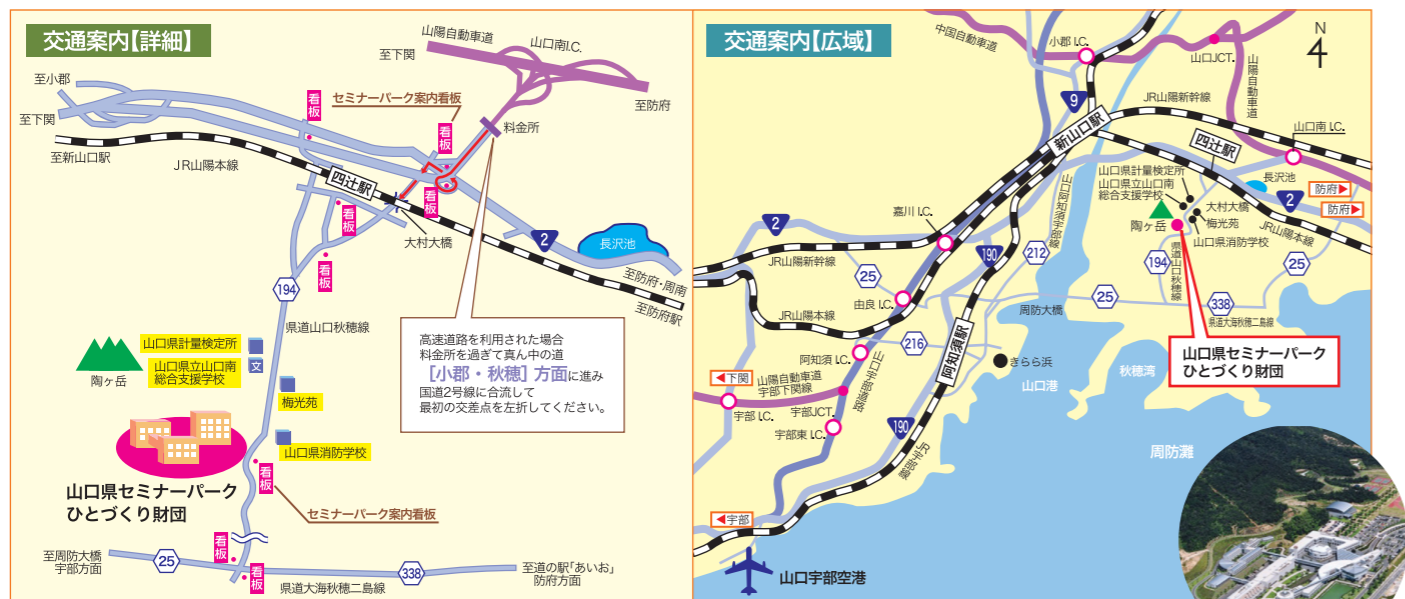 交通案内【詳細】
山陽自動車道
山口南I.C.
至下関
至防府
至小郡
至下関
至新山口駅
JR山陽本線
看板
セミナーパーク案内看板
看板
料金所
看板
四辻駅
看板
大村大橋
看板
2
長沢池
至防府・周南
至防府駅
194
県道山口秋穂線
高速道路を利用された場合
料金所を過ぎて真ん中の道
［小郡・秋穂］方面に進み
国道2号線に合流して
最初の交差点を左折してください。
山口県計量検定所
山口県立山口南
総合支援学校
文
陶ヶ岳
梅光苑
山口県消防学校
山口県セミナーパーク
ひとづくり財団
看板
セミナーパーク案内看板
看板
看板
至周防大橋
宇部方面
25
県道大海秋穂二島線
338
至道の駅「あいお」
防府方面
交通案内【広域】
中国自動車道
小郡I.C.
山口JCT.
N
4
山陽自動車道
9
JR山陽新幹線
新山口駅
四辻駅
山口南I.C.
山口県計量検定所
山口県立山口南
総合支援学校
長沢池
防府▶
2
防府▶
大村大橋
梅光苑
陶ヶ岳
山口県消防学校
JR山陽本線
県道山口秋穂線
194
25
338
県道大海秋穂二島線
山口阿知須宇部線
嘉川I.C.
2
JR山陽新幹線
190
212
25
由良I.C.
周防大橋
25
JR山陽本線
216
阿知須駅
阿知須I.C.
きらら浜
山口県セミナーパーク
ひとづくり財団
◀下関
山陽自動車道
宇部下関線
山口宇部道路
山口港
秋穂湾
宇部I.C.
宇部JCT.
宇部東I.C.
190
JR宇部線
周防灘
◀宇部
山口宇部空港